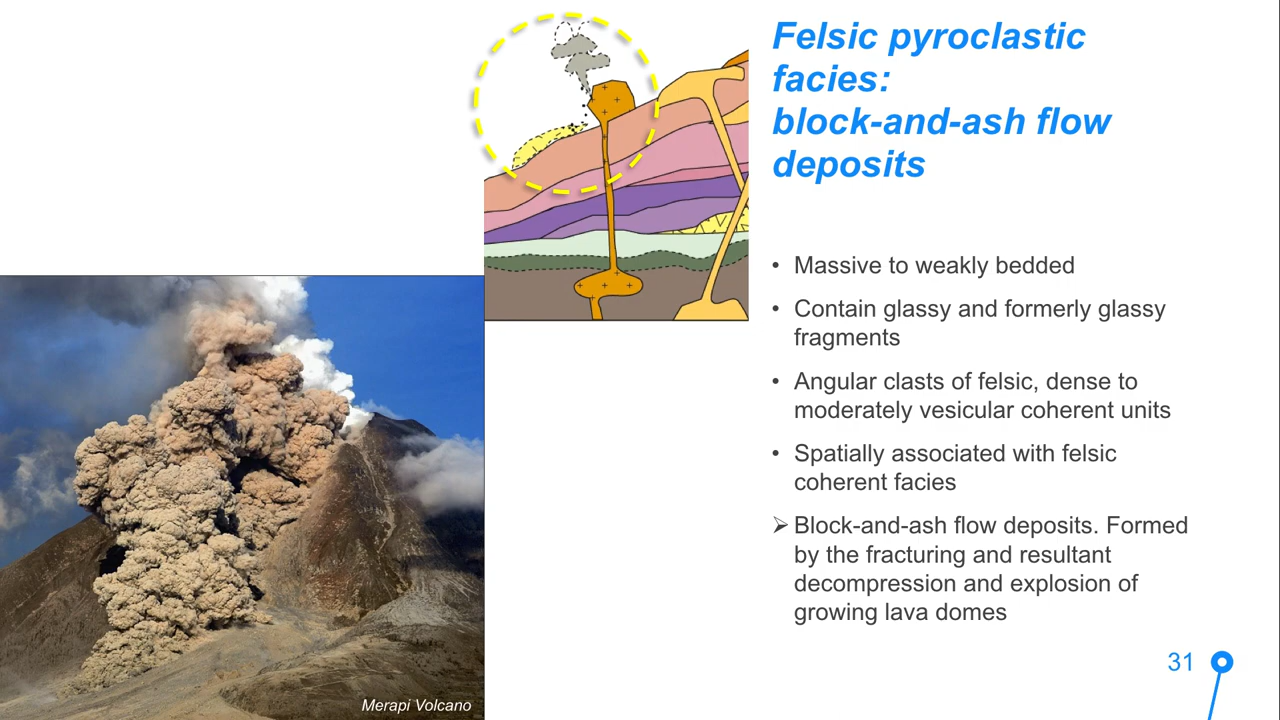 Felsic pyroclastic
facies:
block-and-ash flow
deposits
• Massive to weakly bedded
• Contain glassy and formerly glassy
fragments
• Angular clasts of felsic, dense to
moderately vesicular coherent units
• Spatially associated with felsic
coherent facies
➢ Block-and-ash flow deposits. Formed
by the fracturing and resultant
decompression and explosion of
growing lava domes
Merapi Volcano
31